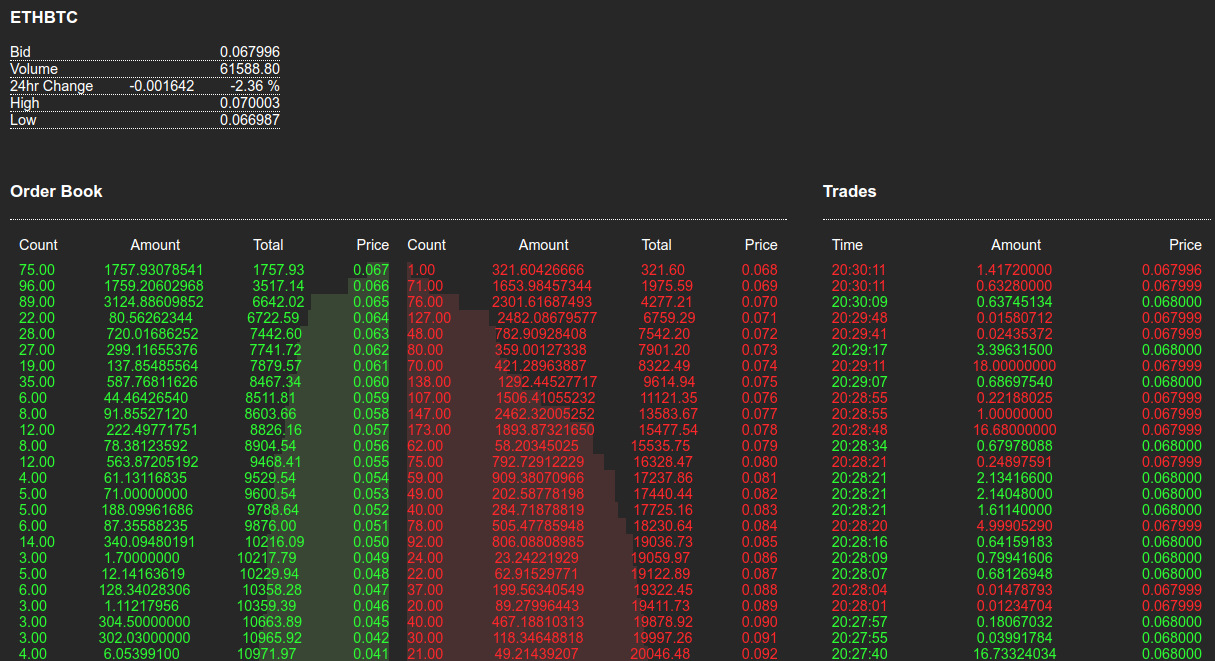 ETHBTC
Bid 0.067996
Volume 61588.80
24hr Change -0.001642 -2.36 %
High 0.070003
Low 0.066987
Order Book Trades
Count Amount Total Price Count Amount Total Price Time Amount Price
75.00 1757.93078541 1757.93 0.067 1.00 321.60426666 321.60 0.068 20:30:11 1.41720000 0.067996
96.00 1759.20602968 3517.14 0.066 71.00 1653.98457344 1975.59 0.069 20:30:11 0.63280000 0.067999
89.00 3124.88609852 6642.02 0.065 76.00 2301.61687493 4277.21 0.070 20:30:09 0.63745134 0.068000
22.00 80.56262344 6722.59 0.064 127.00 2482.08679577 6759.29 0.071 20:29:48 0.01580712 0.067999
28.00 720.01686252 7442.60 0.063 48.00 782.90928408 7542.20 0.072 20:29:41 0.02435372 0.067999
27.00 299.11655376 7741.72 0.062 80.00 359.00127338 7901.20 0.073 20:29:17 3.39631500 0.068000
19.00 137.85485564 7879.57 0.061 70.00 421.28963887 8322.49 0.074 20:29:11 18.00000000 0.067999
35.00 587.76811626 8467.34 0.060 138.00 1292.44527717 9614.94 0.075 20:29:07 0.68697540 0.068000
6.00 44.46426540 8511.81 0.059 107.00 1506.41055232 11121.35 0.076 20:28:55 0.22188025 0.067999
8.00 91.85527120 8603.66 0.058 147.00 2462.32005252 13583.67 0.077 20:28:55 1.00000000 0.067999
12.00 222.49771751 8826.16 0.057 173.00 1893.87321650 15477.54 0.078 20:28:48 16.68000000 0.067999
8.00 78.38123592 8904.54 0.056 62.00 58.20345025 15535.75 0.079 20:28:34 0.67978088 0.068000
12.00 563.87205192 9468.41 0.055 75.00 792.72912229 16328.47 0.080 20:28:21 0.24897591 0.067999
4.00 61.13116835 9529.54 0.054 59.00 909.38070966 17237.86 0.081 20:28:21 2.13416600 0.068000
5.00 71.00000000 9600.54 0.053 49.00 202.58778198 17440.44 0.082 20:28:21 2.14048000 0.068000
5.00 188.09961686 9788.64 0.052 40.00 284.71878819 17725.16 0.083 20:28:21 1.61140000 0.068000
6.00 87.35588235 9876.00 0.051 78.00 505.47785948 18230.64 0.084 20:28:20 4.99905290 0.067999
14.00 340.09480191 10216.09 0.050 92.00 806.08808985 19036.73 0.085 20:28:16 0.64159183 0.068000
3.00 1.70000000 10217.79 0.049 24.00 23.24221929 19059.97 0.086 20:28:09 0.79941606 0.068000
5.00 12.14163619 10229.94 0.048 22.00 62.91529771 19122.89 0.087 20:28:07 0.68126948 0.068000
6.00 128.34028306 10358.28 0.047 37.00 199.56340549 19322.45 0.088 20:28:04 0.01478793 0.067999
3.00 1.11217956 10359.39 0.046 20.00 89.27996443 19411.73 0.089 20:28:01 0.01234704 0.067999
3.00 304.50000000 10663.89 0.045 40.00 467.18810313 19878.92 0.090 20:27:57 0.18067032 0.068000
3.00 302.03000000 10965.92 0.042 30.00 118.34648818 19997.26 0.091 20:27:55 0.03991784 0.068000
4.00 6.05399100 10971.97 0.041 21.00 49.21439207 20046.48 0.092 20:27:40 16.73324034 0.068000